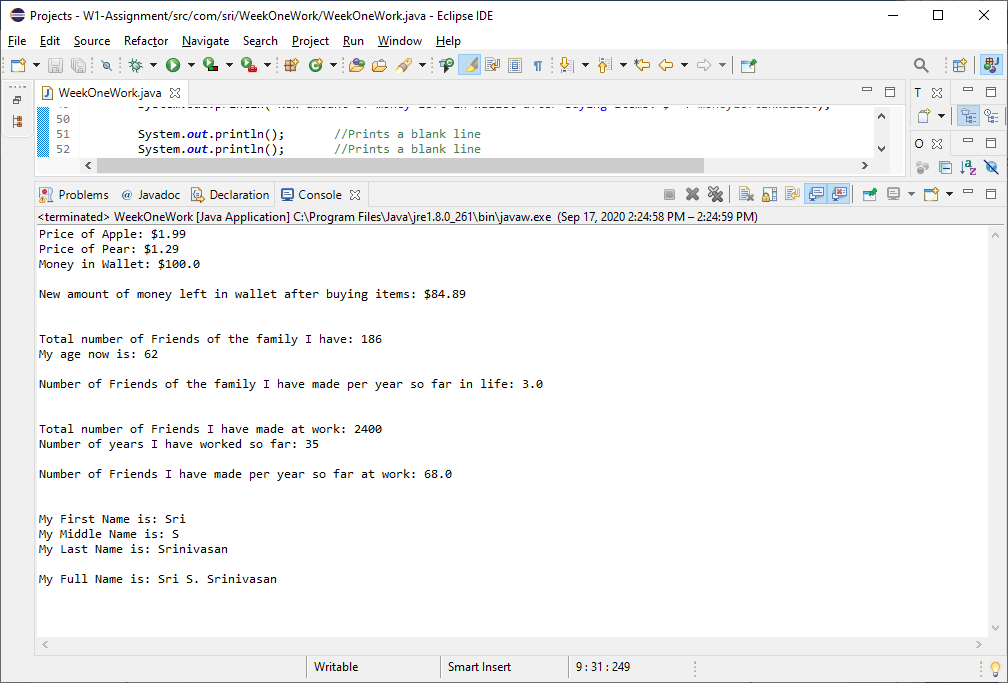 Projects - W1-Assignment/src/com/sri/WeekOneWork/WeekOneWork.java - Eclipse IDE
File Edit Source Refactor Navigate Search Project Run Window Help
WeekOneWork.java
T
50
51 System.out.println(); //Prints a blank line
52 System.out.println(); //Prints a blank line
O
Problems @ Javadoc Declaration Console
<terminated> WeekOneWork [Java Application] C:\Program Files\Java\jre1.8.0_261\bin\javaw.exe (Sep 17, 2020 2:24:58 PM – 2:24:59 PM)
Price of Apple: $1.99
Price of Pear: $1.29
Money in Wallet: $100.0
New amount of money left in wallet after buying items: $84.89
Total number of Friends of the family I have: 186
My age now is: 62
Number of Friends of the family I have made per year so far in life: 3.0
Total number of Friends I have made at work: 2400
Number of years I have worked so far: 35
Number of Friends I have made per year so far at work: 68.0
My First Name is: Sri
My Middle Name is: S
My Last Name is: Srinivasan
My Full Name is: Sri S. Srinivasan
Writable Smart Insert 9 : 31 : 249